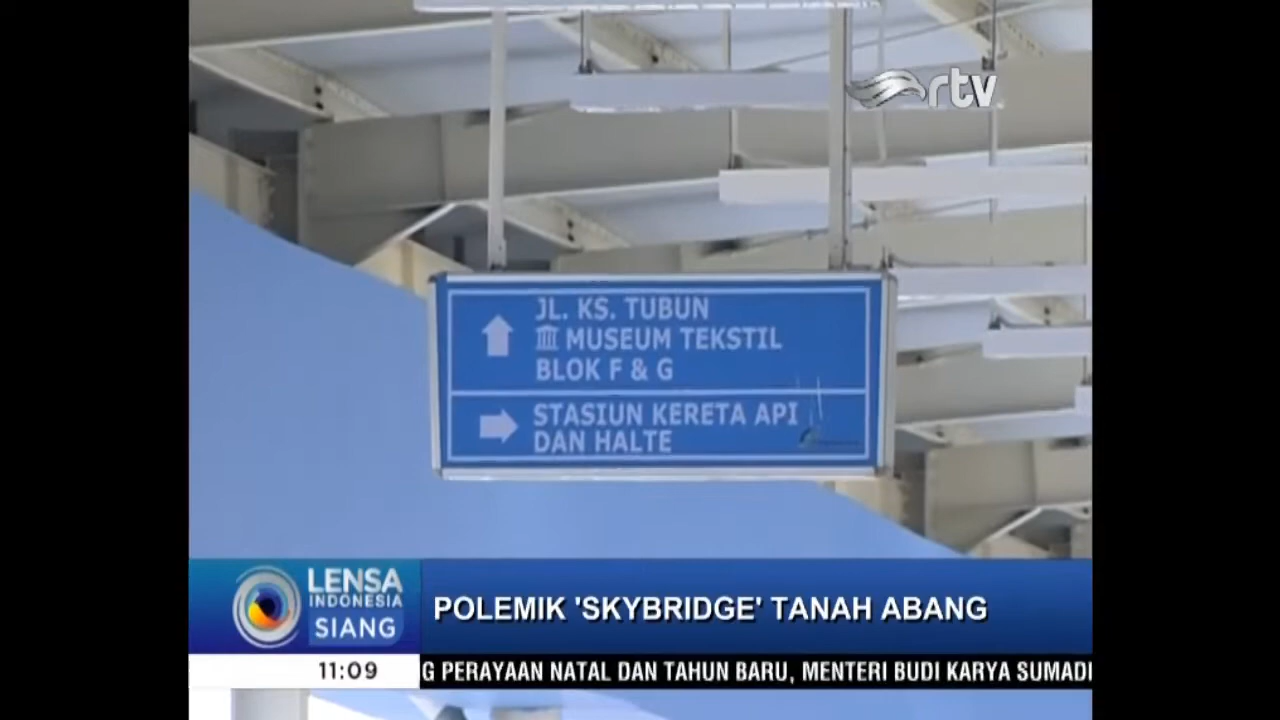 rtv
JL. KS. TUBUN
MUSEUM TEKSTIL
BLOK F & G
STASIUN KERETA API
DAN HALTE
LENSA
INDONESIA
SIANG
POLEMIK 'SKYBRIDGE' TANAH ABANG
11:09
G PERAYAAN NATAL DAN TAHUN BARU, MENTERI BUDI KARYA SUMADI